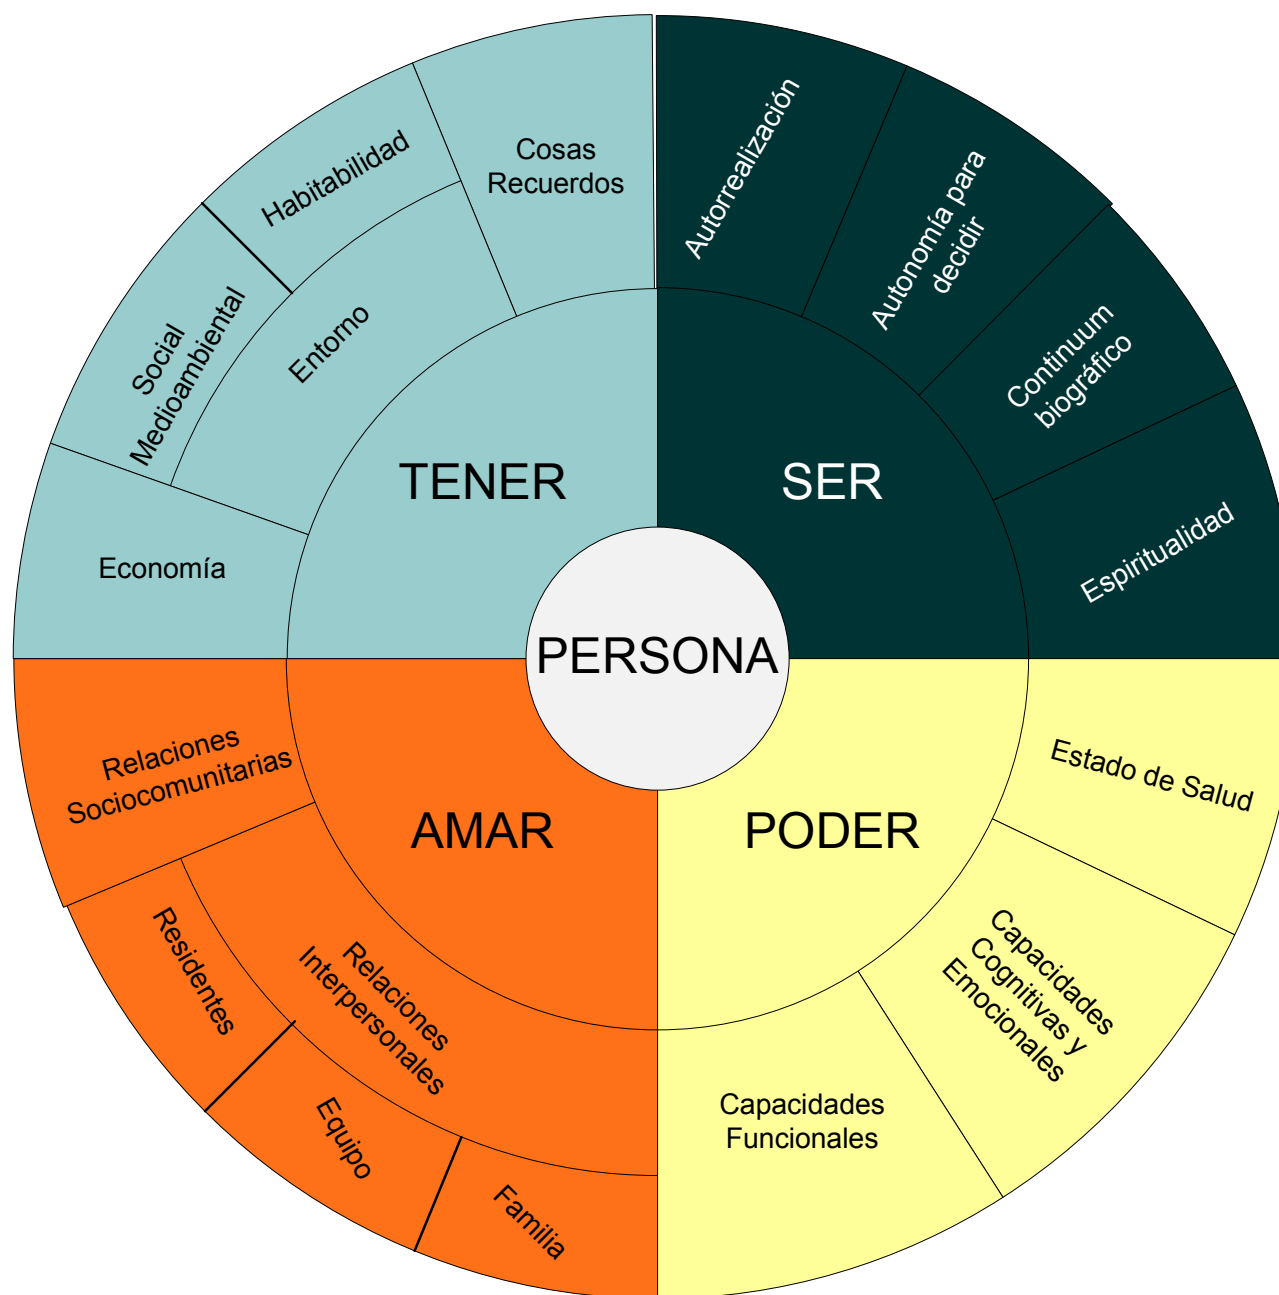 Cosas
Recuerdos
Habitabilidad
Entorno
Social
Medioambiental
Economía
TENER
Autorrealización
Autonomía para
decidir
Continuum
biográfico
Espiritualidad
SER
PERSONA
Relaciones
Sociocomunitarias
AMAR
Relaciones
Interpersonales
Residentes
Equipo
Familia
PODER
Estado de Salud
Capacidades
Cognitivas y
Emocionales
Capacidades
Funcionales